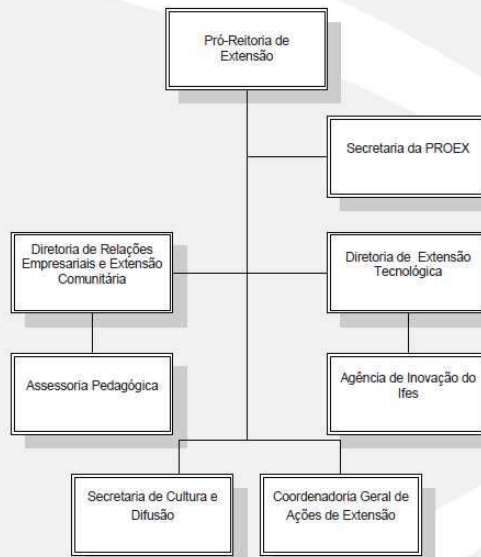 Pró-Reitoria de
Extensão
Secretaria da PROEX
Diretoria de Relações
Empresariais e Extensão
Comunitária
Diretoria de Extensão
Tecnológica
Assessoria Pedagógica
Agência de Inovação do
Ifes
Secretaria de Cultura e
Difusão
Coordenadoria Geral de
Ações de Extensão